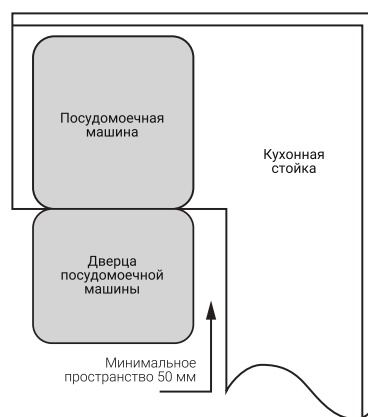 Посудомоечная
машина
Кухонная
стойка
Дверца
посудомоечной
машины
Минимальное
пространство 50 мм